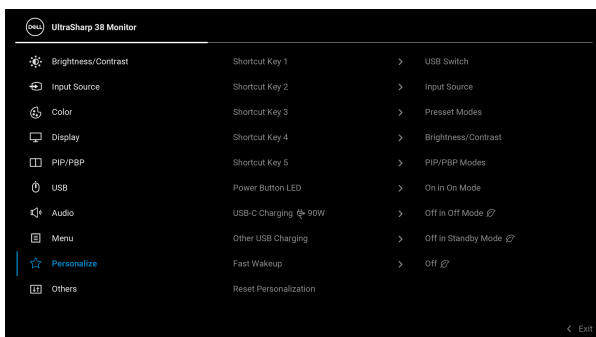 DELL UltraSharp 38 Monitor
Brightness/Contrast Shortcut Key 1 > USB Switch
Input Source Shortcut Key 2 > Input Source
Color Shortcut Key 3 > Presset Modes
Display Shortcut Key 4 > Brightness/Contrast
PIP/PBP Shortcut Key 5 > PIP/PBP Modes
USB Power Button LED > On in On Mode
Audio USB-C Charging 90W > Off in Off Mode
Menu Other USB Charging > Off in Standby Mode
Personalize Fast Wakeup > Off
Others Reset Personalization
< Exit